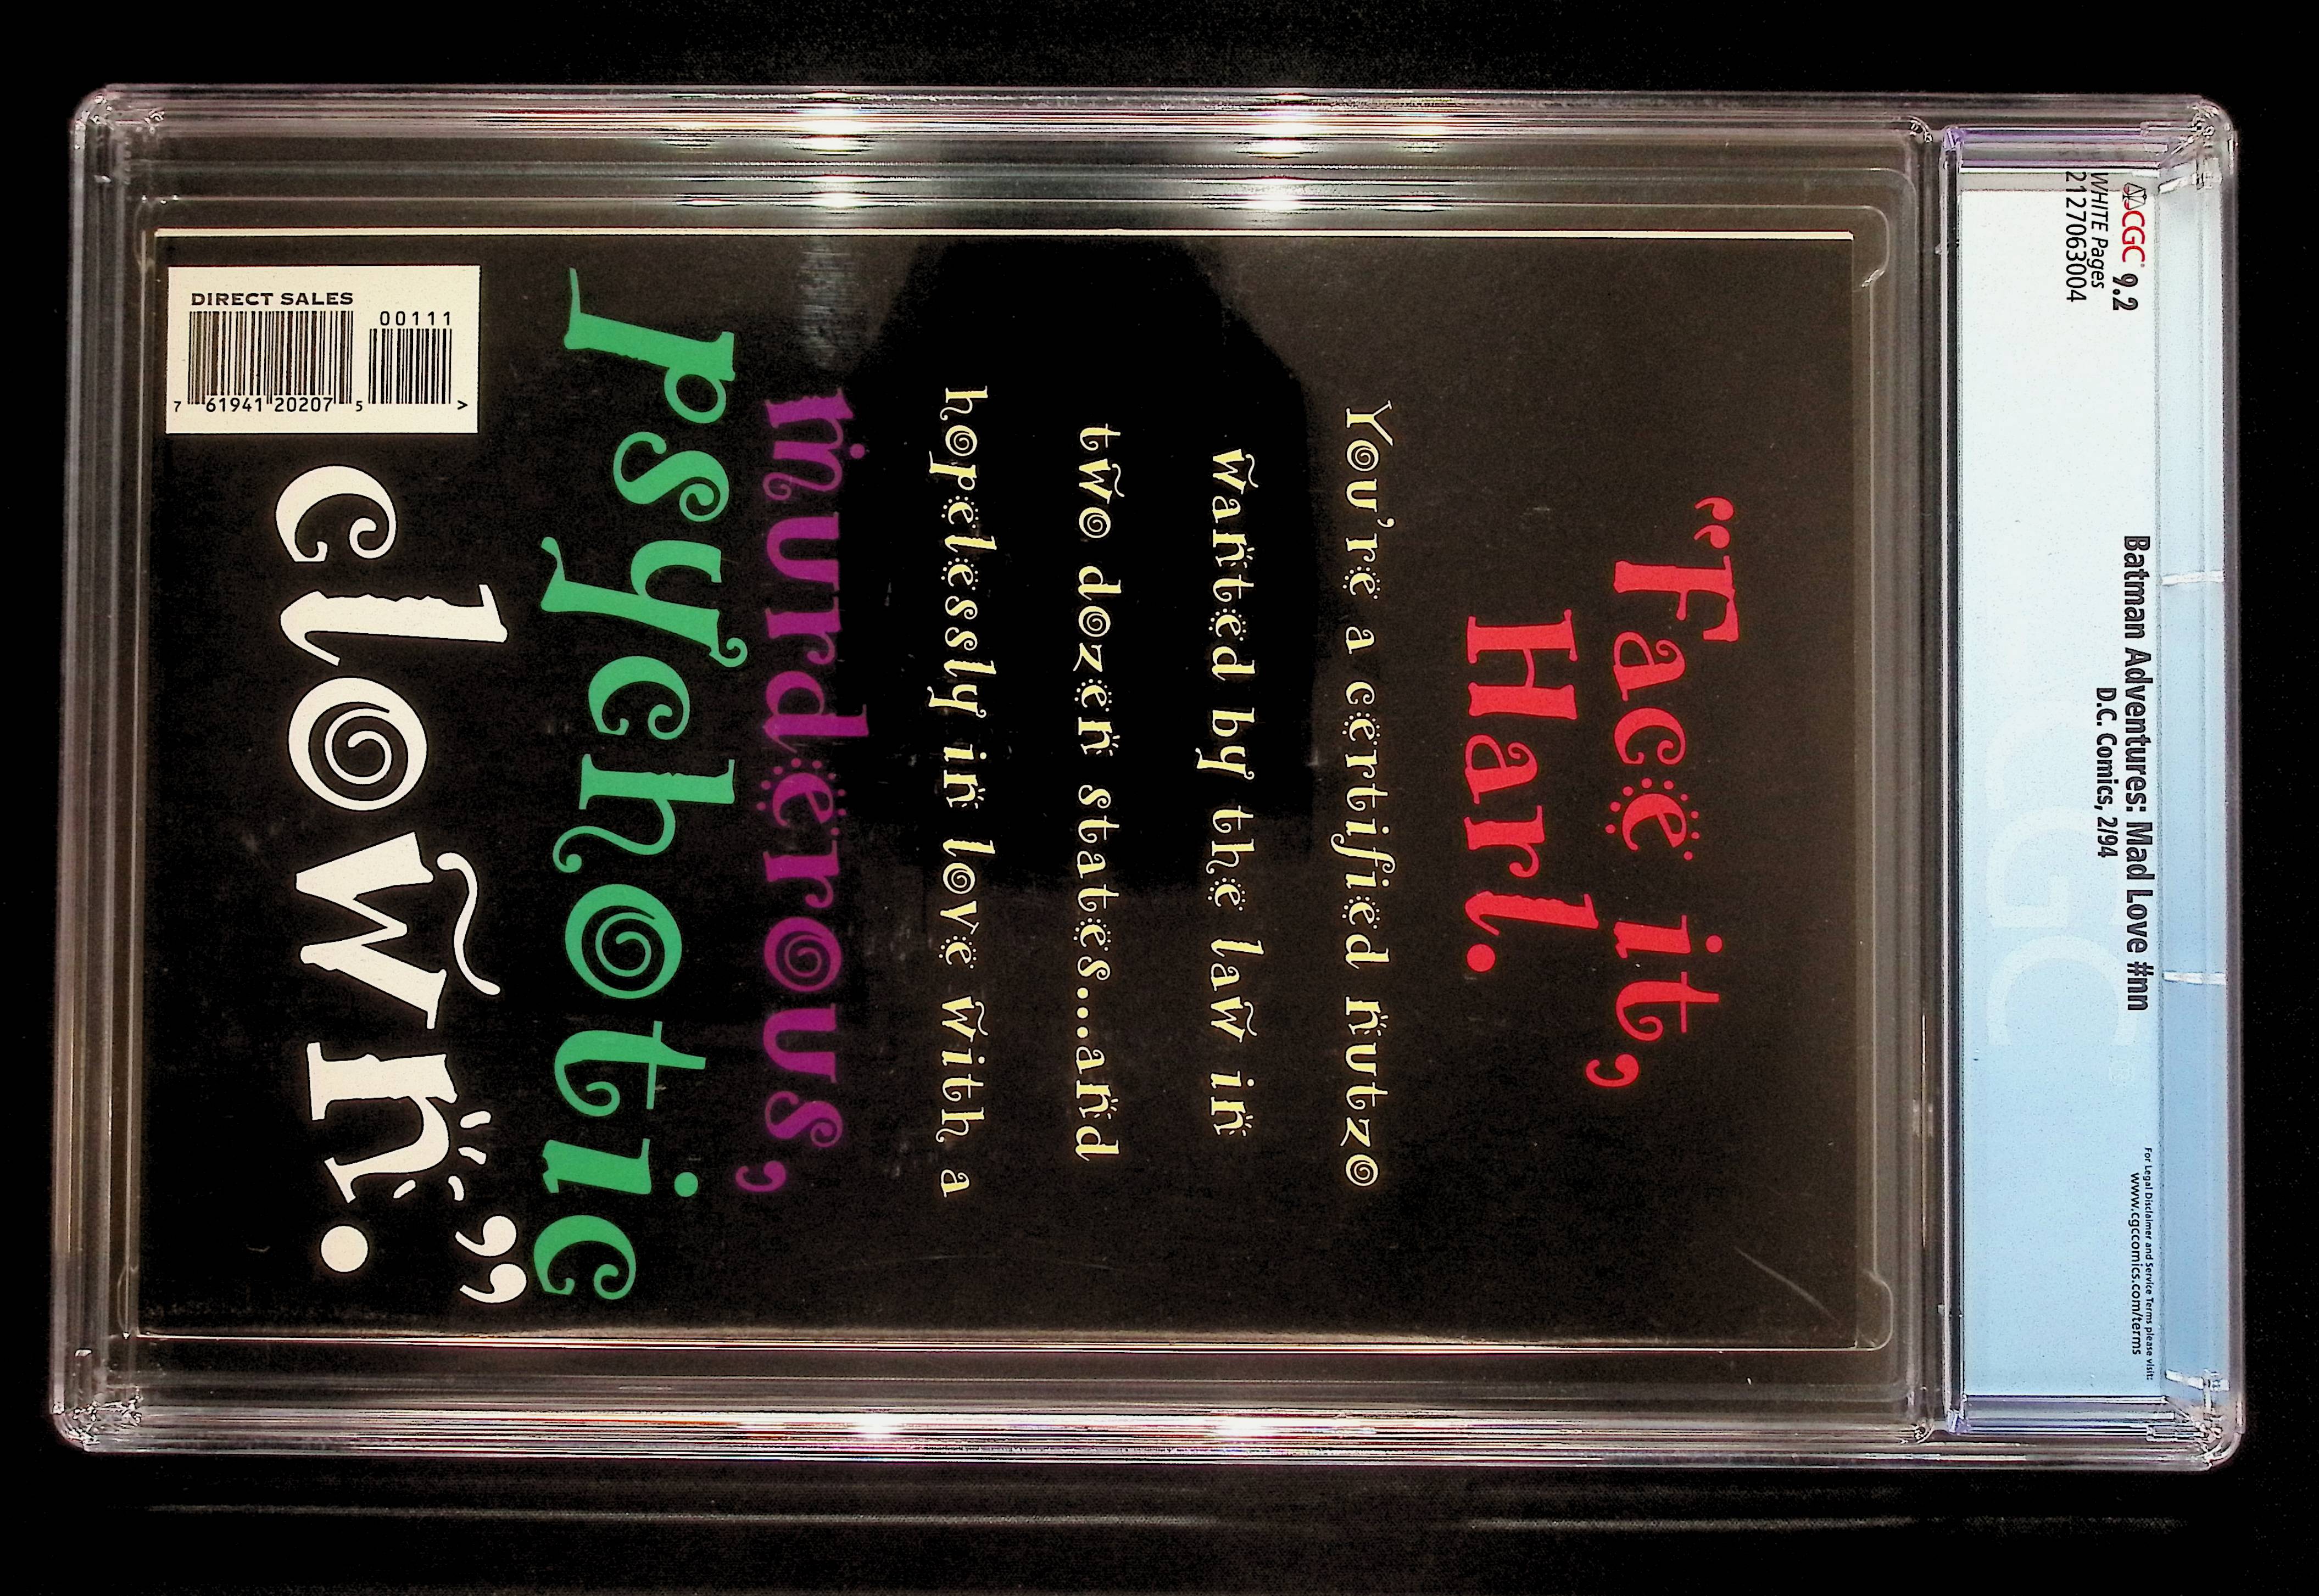 CGC 9.2
WHITE Pages
2127063004
Batman Adventures: Mad Love #nn
D.C. Comics, 2/94
For Legal Disclaimer and Service Terms please visit:
www.cgccomics.com/terms
CGC
“Face it,
Harl.
You're a certified nutzo
wanted by the law in
two dozen states...and
hopelessly in love with a
murderous,
psychotic
clown.”
DIRECT SALES
00111
7 61941 20207 5 >